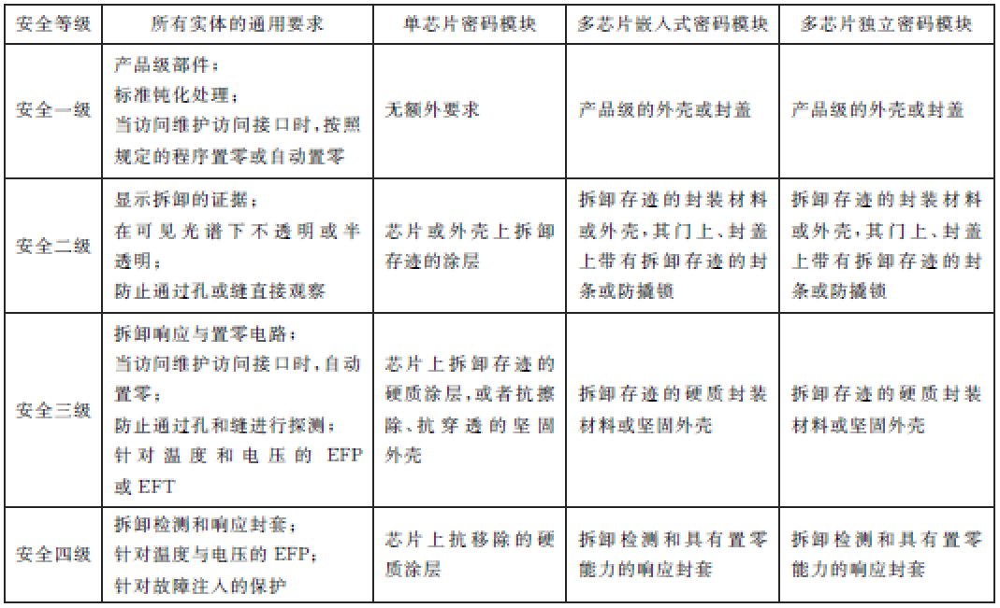 安全等级 所有实体的通用要求 单芯片密码模块 多芯片嵌入式密码模块 多芯片独立密码模块
安全一级
产品级部件；
标准钝化处理；
当访问维护访问接口时，按照
规定的程序置零或自动置零
无额外要求
产品级的外壳或封盖
产品级的外壳或封盖
安全二级
显示拆卸的证据；
在可见光谱下不透明或半
透明；
防止通过孔或缝直接观察
芯片或外壳上拆卸
存迹的涂层
拆卸存迹的封装材料
或外壳，其门上、封盖
上带有拆卸存迹的封
条或防撬锁
拆卸存迹的封装材料
或外壳，其门上、封盖
上带有拆卸存迹的封
条或防撬锁
安全三级
拆卸响应与置零电路；
当访问维护访问接口时，自动
置零；
防止通过孔和缝进行探测；
针对温度和电压的 EFP
或 EFT
芯片上拆卸存迹的
硬质涂层，或者抗擦
除、抗穿透的坚固
外壳
拆卸存迹的硬质封装
材料或坚固外壳
拆卸存迹的硬质封装
材料或坚固外壳
安全四级
拆卸检测和响应封套；
针对温度与电压的 EFP；
针对故障注入的保护
芯片上抗移除的硬
质涂层
拆卸检测和具有置零
能力的响应封套
拆卸检测和具有置零
能力的响应封套